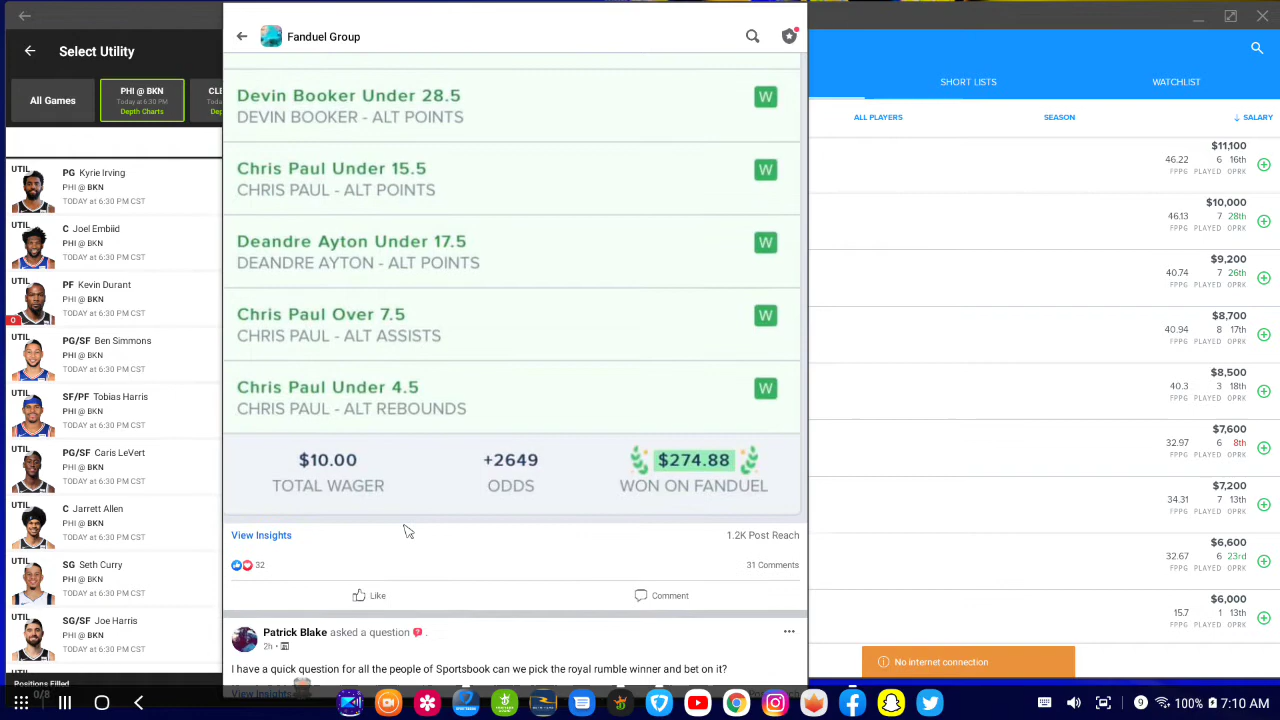 Select Utility
All Games
PHI @ BKN
Today at 6:30 PM
Depth Charts
CLE
Toda
Dep
UTIL
PG Kyrie Irving
PHI @ BKN
TODAY at 6:30 PM CST
UTIL
C Joel Embiid
PHI @ BKN
TODAY at 6:30 PM CST
UTIL
PF Kevin Durant
PHI @ BKN
TODAY at 6:30 PM CST
O
UTIL
PG/SF Ben Simmons
PHI @ BKN
TODAY at 6:30 PM CST
UTIL
SF/PF Tobias Harris
PHI @ BKN
TODAY at 6:30 PM CST
UTIL
PG/SF Caris LeVert
PHI @ BKN
TODAY at 6:30 PM CST
UTIL
C Jarrett Allen
PHI @ BKN
TODAY at 6:30 PM CST
UTIL
SG Seth Curry
PHI @ BKN
TODAY at 6:30 PM CST
UTIL
SG/SF Joe Harris
PHI @ BKN
TODAY at 6:30 PM CST
UTIL
Positions Filled
0/8
Fanduel Group
Devin Booker Under 28.5 W
DEVIN BOOKER - ALT POINTS
Chris Paul Under 15.5 W
CHRIS PAUL - ALT POINTS
Deandre Ayton Under 17.5 W
DEANDRE AYTON - ALT POINTS
Chris Paul Over 7.5 W
CHRIS PAUL - ALT ASSISTS
Chris Paul Under 4.5 W
CHRIS PAUL - ALT REBOUNDS
$10.00 +2649 $274.88
TOTAL WAGER ODDS WON ON FANDUEL
View Insights 1.2K Post Reach
32 31 Comments
Like Comment
Patrick Blake asked a question .
2h ·
I have a quick question for all the people of Sportsbook can we pick the royal rumble winner and bet on it?
View Insights
SHORT LISTS WATCHLIST
ALL PLAYERS SEASON SALARY
$11,100
46.22 6 16th
FPPG PLAYED OPRK
$10,000
46.13 7 28th
FPPG PLAYED OPRK
$9,200
40.74 7 26th
FPPG PLAYED OPRK
$8,700
40.94 8 17th
FPPG PLAYED OPRK
$8,500
40.3 3 18th
FPPG PLAYED OPRK
$7,600
32.97 6 8th
FPPG PLAYED OPRK
$7,200
34.31 7 13th
FPPG PLAYED OPRK
$6,600
32.67 6 23rd
FPPG PLAYED OPRK
$6,000
15.7 1 13th
FPPG PLAYED OPRK
No internet connection
9 100% 7:10 AM